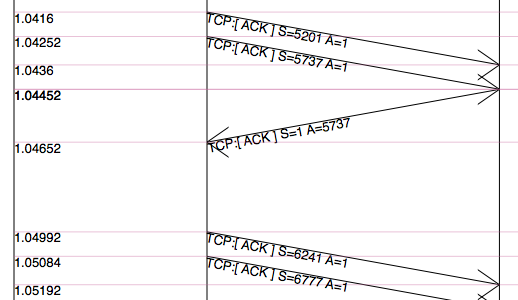 1.0416
TCP:[ ACK ] S=5201 A=1
1.04252
TCP:[ ACK ] S=5737 A=1
1.0436
1.04452
TCP:[ ACK ] S=1 A=5737
1.04652
1.04992
TCP:[ ACK ] S=6241 A=1
1.05084
TCP:[ ACK ] S=6777 A=1
1.05192